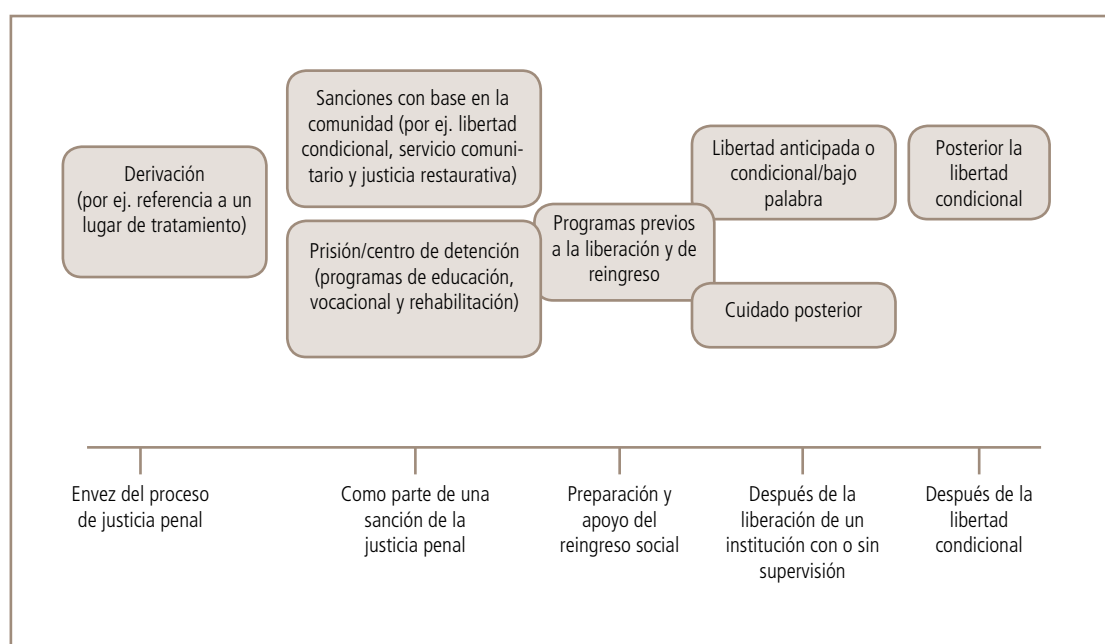 Derivación
(por ej. referencia a un
lugar de tratamiento)
Sanciones con base en la
comunidad (por ej. libertad
condicional, servicio comuni-
tario y justicia restaurativa)
Prisión/centro de detención
(programas de educación,
vocacional y rehabilitación)
Programas previos
a la liberación y de
reingreso
Libertad anticipada o
condicional/bajo
palabra
Cuidado posterior
Posterior la
libertad
condicional
Envez del proceso
de justicia penal
Como parte de una
sanción de la
justicia penal
Preparación y
apoyo del
reingreso social
Después de la
liberación de un
institución con o sin
supervisión
Después de la
libertad
condicional